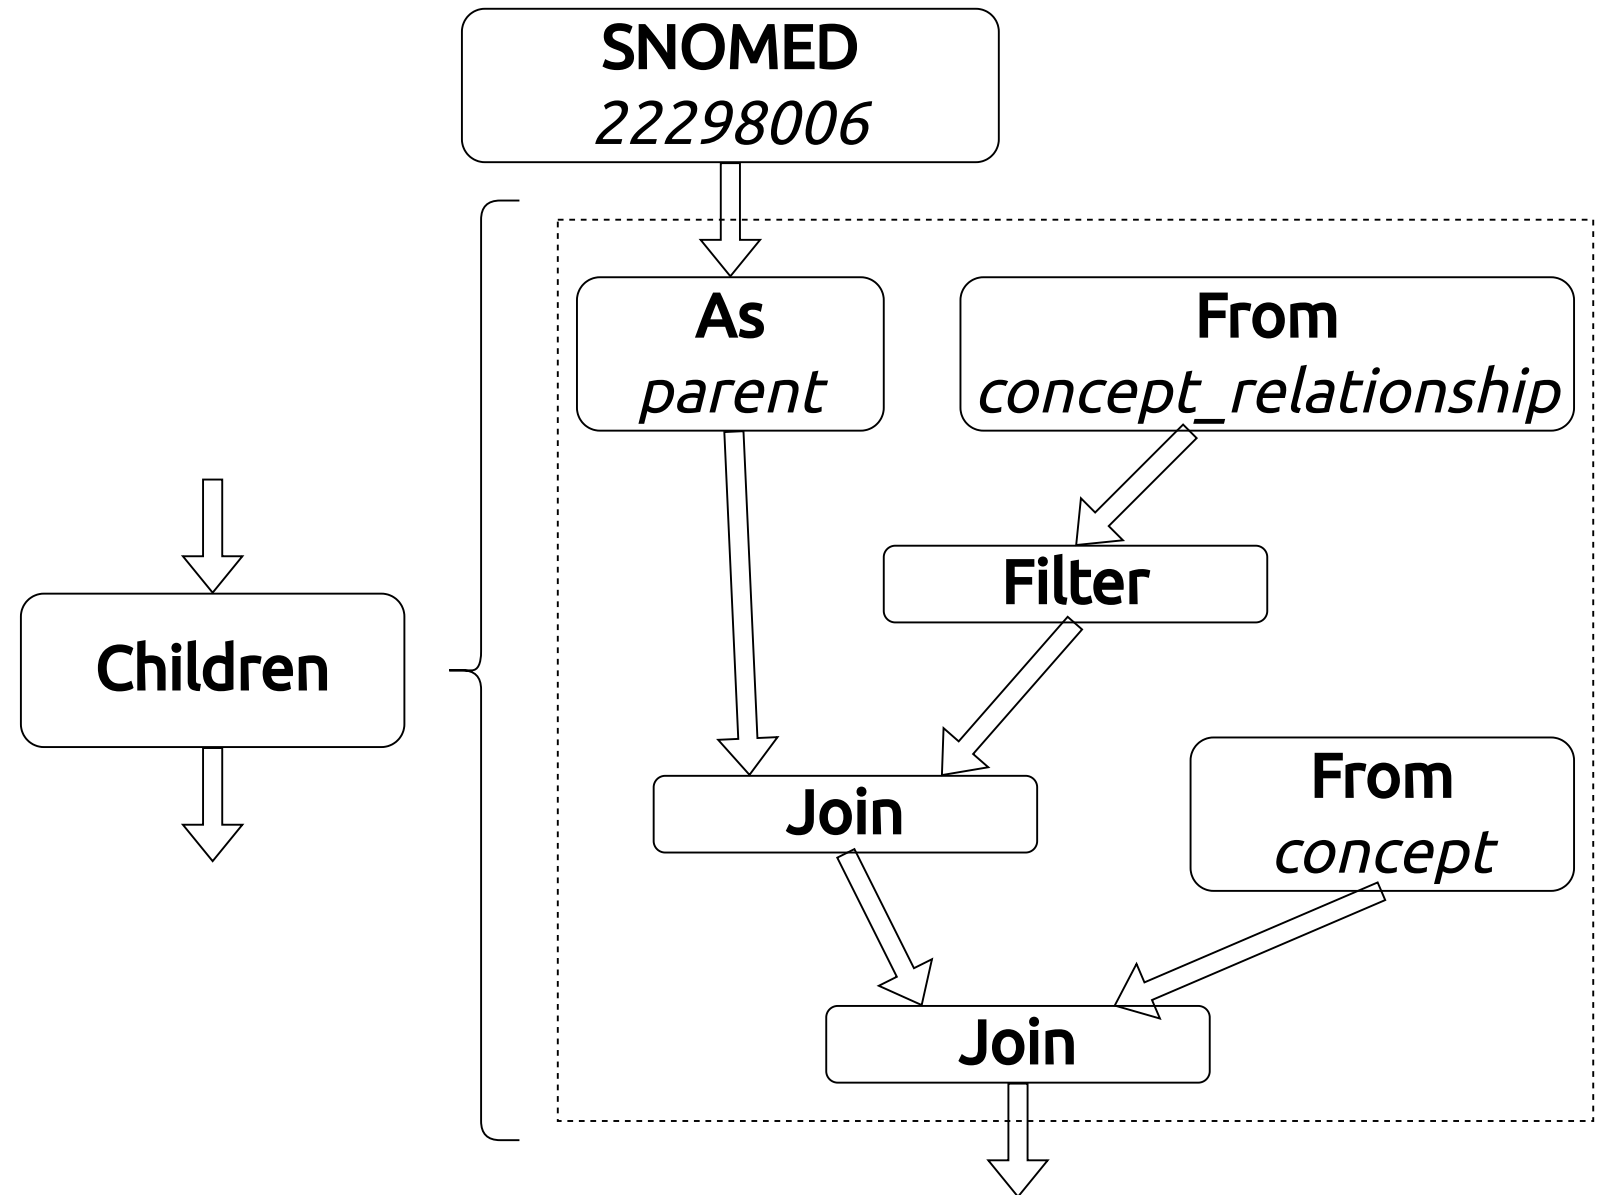 SNOMED
22298006
As
parent
From
concept_relationship
Filter
Children
Join
From
concept
Join